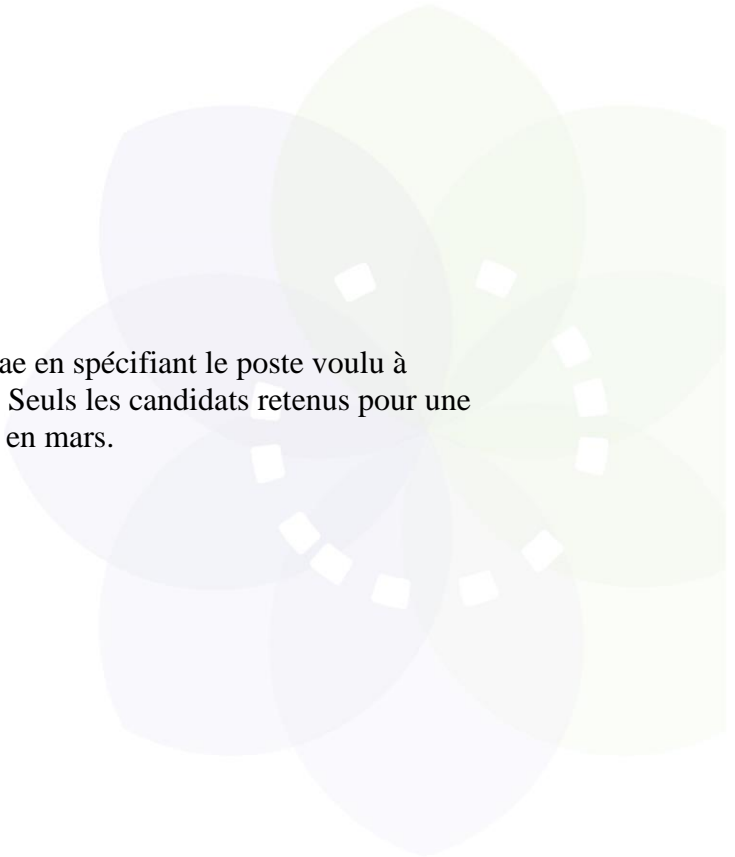 ae en spécifiant le poste voulu à
Seuls les candidats retenus pour une
en mars.